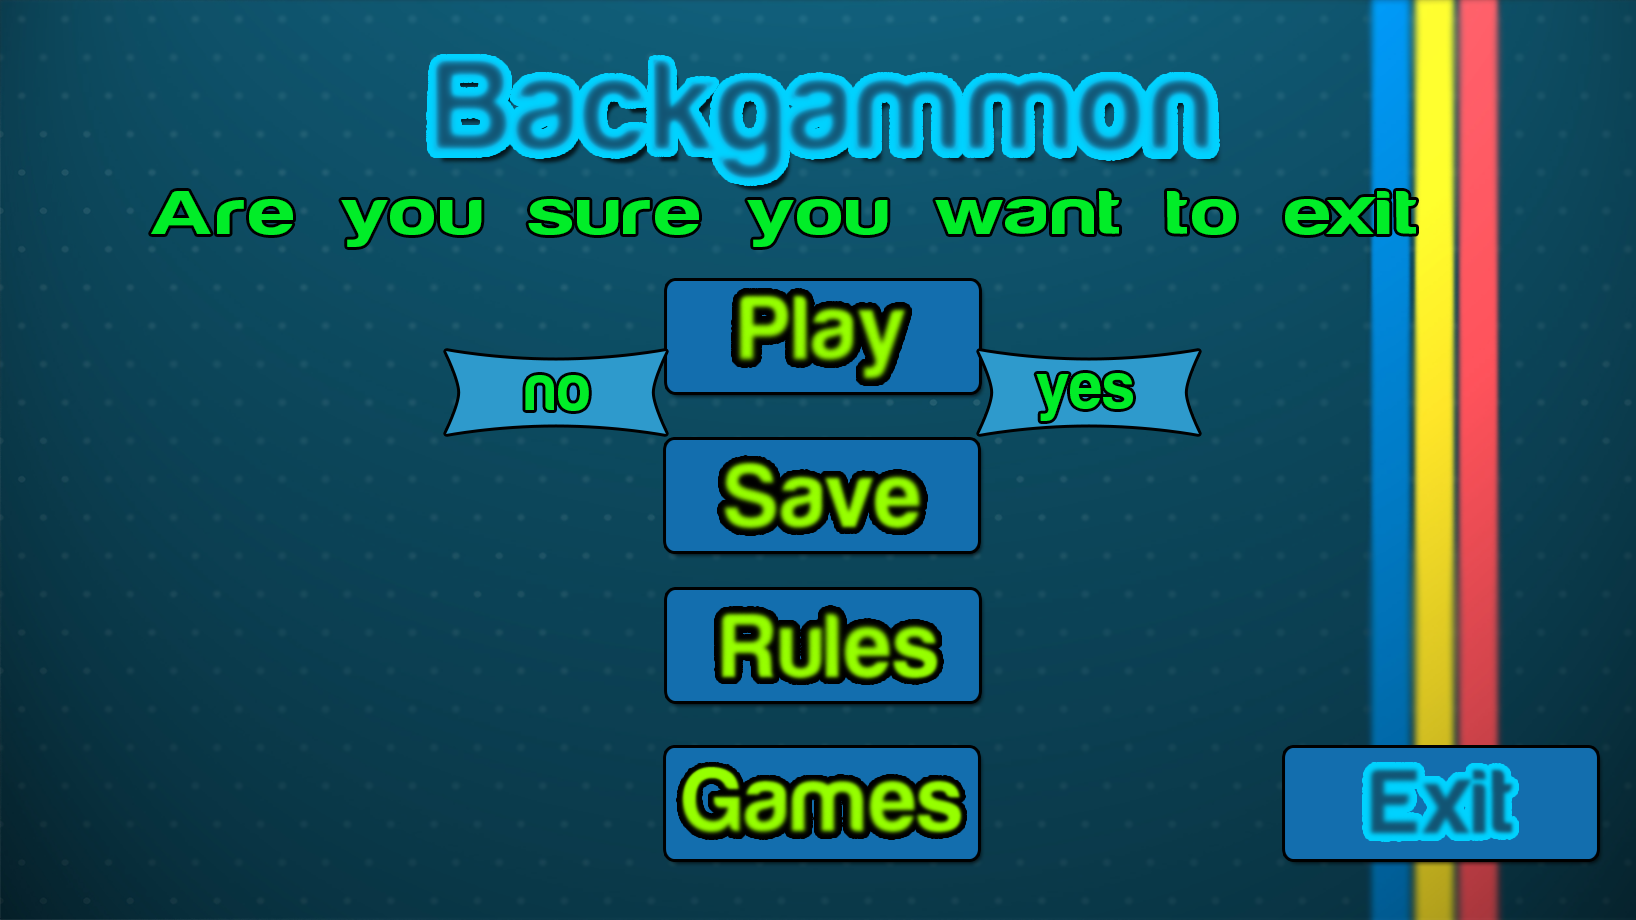 Backgammon
Are you sure you want to exit
Play
no
yes
Save
Rules
Games
Exit